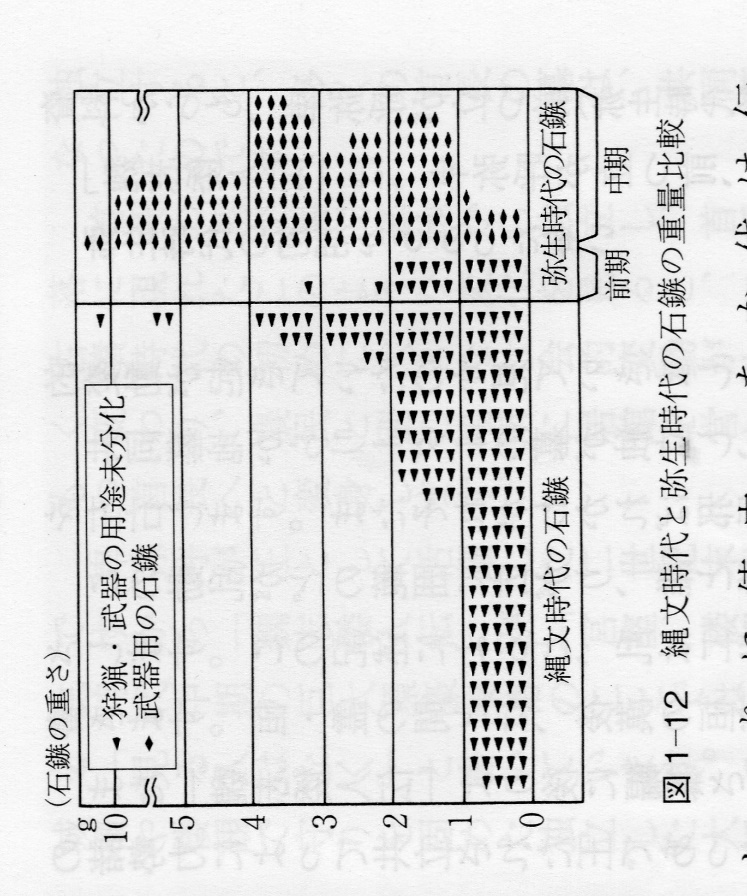 (石鏃の重さ)
g
10
5
4
3
2
1
0
狩猟・武器の用途未分化
武器用の石鏃
縄文時代の石鏃
弥生時代の石鏃
前期
中期
図1-12 縄文時代と弥生時代の石鏃の重量比較